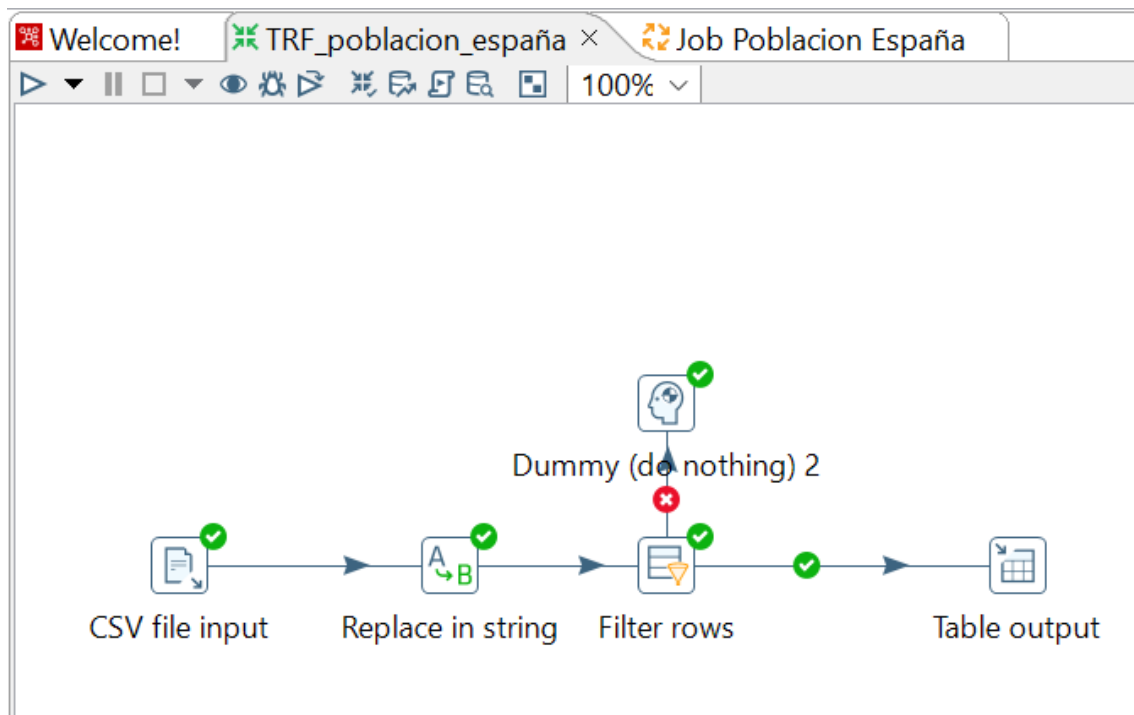 Welcome! TRF_poblacion_españa Job Poblacion España
100%
Dummy (do nothing) 2
A
B
CSV file input Replace in string Filter rows Table output